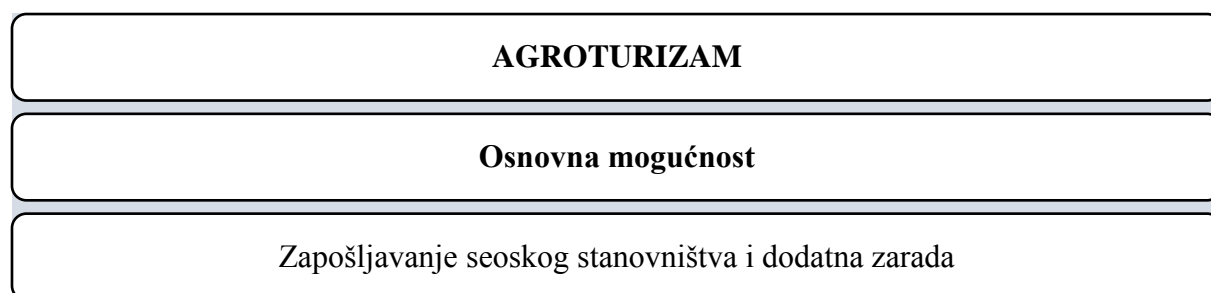 AGROTURIZAM
Osnovna mogućnost
Zapošljavanje seoskog stanovništva i dodatna zarada